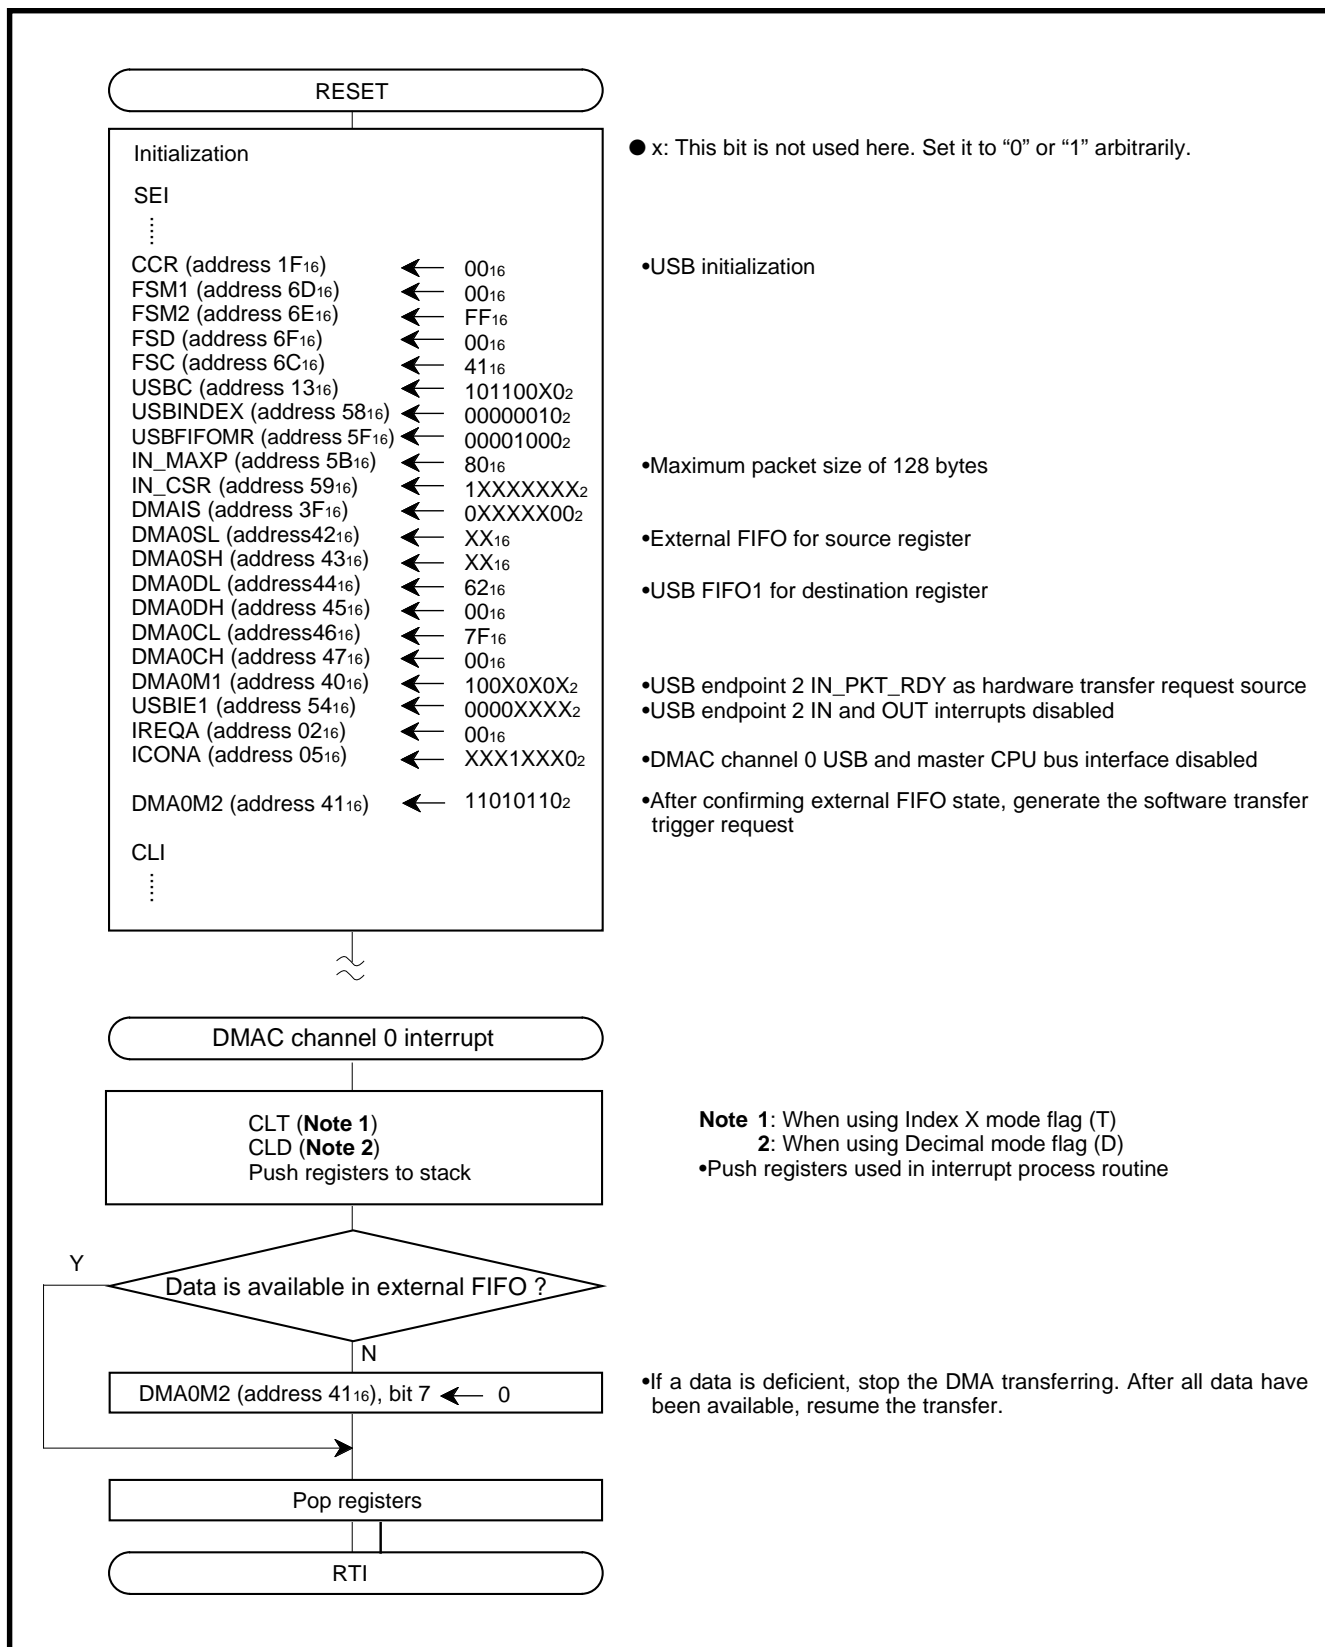 RESET
Initialization
● x: This bit is not used here. Set it to “0” or “1” arbitrarily.
SEI
CCR (address 1F16) ← 0016 •USB initialization
FSM1 (address 6D16) ← 0016
FSM2 (address 6E16) ← FF16
FSD (address 6F16) ← 0016
FSC (address 6C16) ← 4116
USBC (address 1316) ← 101100X02
USBINDEX (address 5816) ← 000000102
USBFIFOMR (address 5F16) ← 000010002
IN_MAXP (address 5B16) ← 8016 •Maximum packet size of 128 bytes
IN_CSR (address 5916) ← 1XXXXXXX2
DMAIS (address 3F16) ← 0XXXXX002
DMA0SL (address4216) ← XX16 •External FIFO for source register
DMA0SH (address 4316) ← XX16
DMA0DL (address4416) ← 6216 •USB FIFO1 for destination register
DMA0DH (address 4516) ← 0016
DMA0CL (address4616) ← 7F16
DMA0CH (address 4716) ← 0016
DMA0M1 (address 4016) ← 100X0X0X2 •USB endpoint 2 IN_PKT_RDY as hardware transfer request source
USBIE1 (address 5416) ← 0000XXXX2 •USB endpoint 2 IN and OUT interrupts disabled
IREQA (address 0216) ← 0016
ICONA (address 0516) ← XXX1XXX02 •DMAC channel 0 USB and master CPU bus interface disabled
DMA0M2 (address 4116) ← 110101102 •After confirming external FIFO state, generate the software transfer
trigger request
CLI
DMAC channel 0 interrupt
CLT (Note 1)
CLD (Note 2)
Push registers to stack
Note 1: When using Index X mode flag (T)
2: When using Decimal mode flag (D)
•Push registers used in interrupt process routine
Y
Data is available in external FIFO ?
N
DMA0M2 (address 4116), bit 7 ← 0
•If a data is deficient, stop the DMA transferring. After all data have
been available, resume the transfer.
Pop registers
RTI